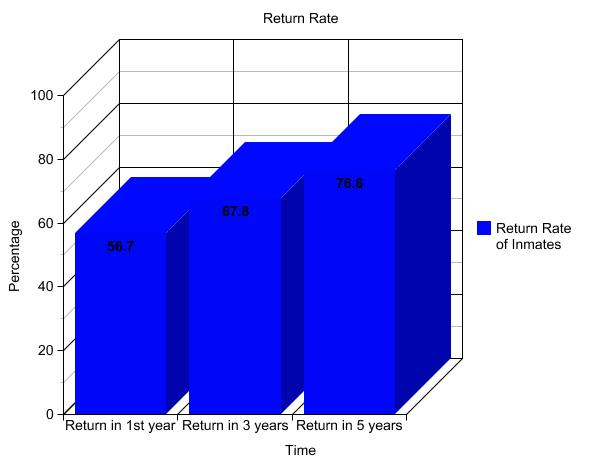 Return Rate
100
80
60
40
20
0
Percentage
56.7
67.8
76.6
Return in 1st year
Return in 3 years
Return in 5 years
Time
Return Rate
of Inmates